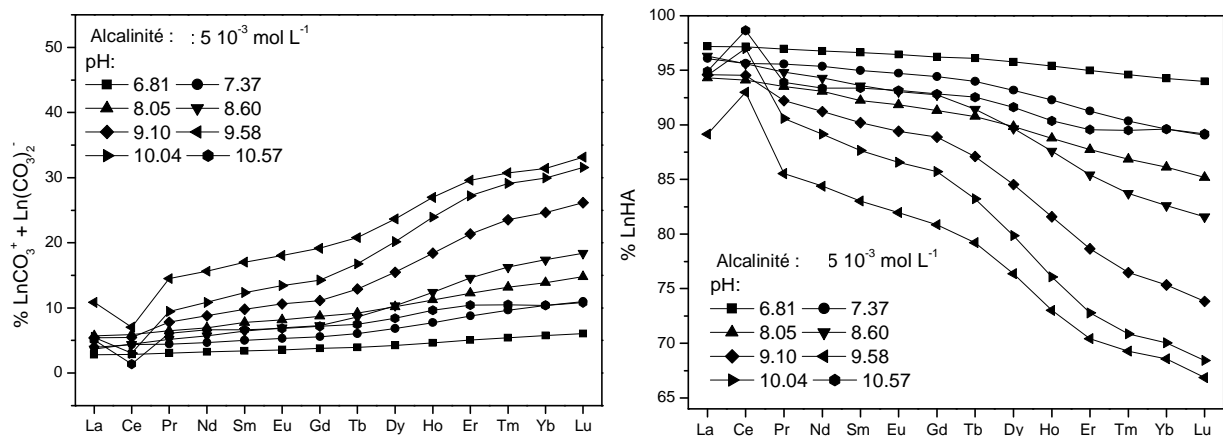 Alcalinité : : 5 10⁻³ mol L⁻¹
pH:
6.81 7.37
8.05 8.60
9.10 9.58
10.04 10.57
% LnCO₃⁺ + Ln(CO₃)₂⁻
50
40
30
20
10
0
La Ce Pr Nd Sm Eu Gd Tb Dy Ho Er Tm Yb Lu
100
95
90
85
80
75
70
65
% LnHA
Alcalinité : 5 10⁻³ mol L⁻¹
pH:
6.81 7.37
8.05 8.60
9.10 9.58
10.04 10.57
La Ce Pr Nd Sm Eu Gd Tb Dy Ho Er Tm Yb Lu